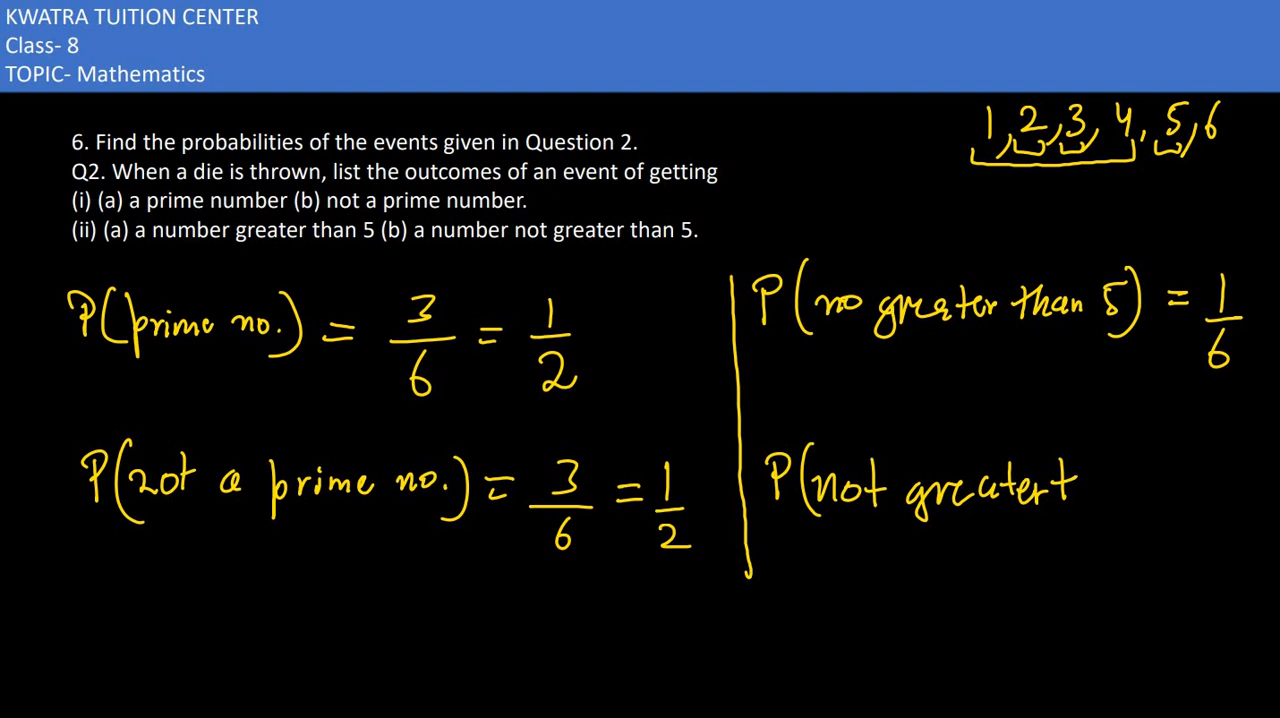 KWATRA TUITION CENTER
Class- 8
TOPIC- Mathematics
1, 2, 3, 4, 5, 6
6. Find the probabilities of the events given in Question 2.
Q2. When a die is thrown, list the outcomes of an event of getting
(i) (a) a prime number (b) not a prime number.
(ii) (a) a number greater than 5 (b) a number not greater than 5.
P(prime no.) = 3/6 = 1/2
P(not a prime no.) = 3/6 = 1/2
P(no greater than 5) = 1/6
P(not greatert